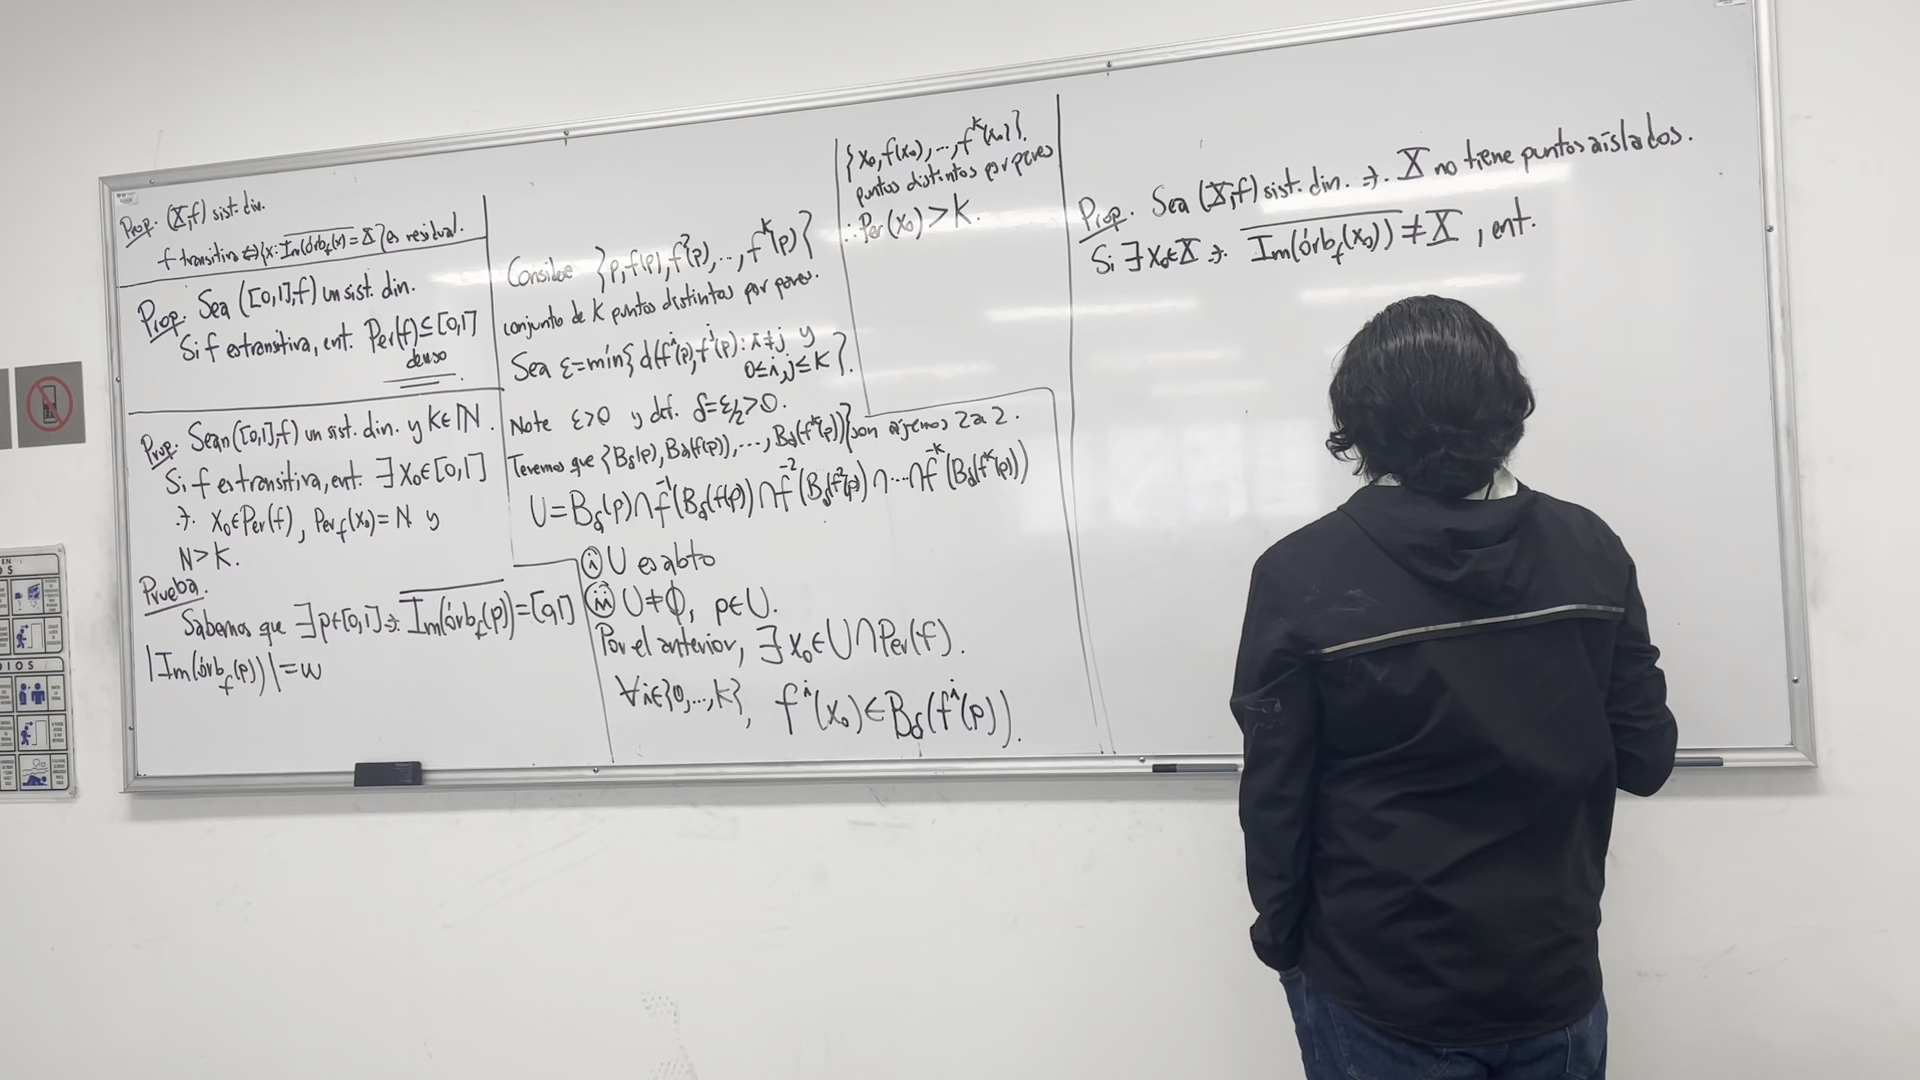 Prop. (X,f) sist. din.
f transitiva ⇔ {x: \overline{Im(órb_f(x))} = X} es residual.
Prop. Sea ([0,1],f) un sist. din.
Si f es transitiva, ent. Per(f) ⊆ [0,1]
denso
Prop. Sean ([0,1],f) un sist. din. y K∈ℕ.
Si f es transitiva, ent. ∃ x₀∈[0,1]
∋. x₀∈Per(f), Per_f(x₀)=N y
N>K.
Prueba.
Sabemos que ∃p∈[0,1] ∋. \overline{Im(órb_f(p))}=[0,1]
|Im(órb_f(p))|=ω
Considere {p, f(p), f²(p), ..., f^K(p)}
conjunto de K puntos distintos por pares.
Sea ε=mín{d(f^i(p), f^j(p)): i≠j y
0≤i,j≤K}.
Note ε>0 y def. δ=ε/2>0.
Tenemos que {B_δ(p), B_δ(f(p)), ..., B_δ(f^K(p))} son ajenos 2 a 2.
U=B_δ(p)∩f^{-1}(B_δ(f(p)))∩f^{-2}(B_δ(f²(p)))∩...∩f^{-K}(B_δ(f^K(p)))
(i) U es abto
(ii) U≠∅, p∈U.
Por el anterior, ∃ x₀∈U∩Per(f).
∀i∈{0,...,K}, f^i(x₀)∈B_δ(f^i(p)).
{x₀, f(x₀), ..., f^K(x₀)}.
puntos distintos por pares
∴ Per(x₀)>K.
Prop. Sea (X,f) sist. din. ∋. X no tiene puntos aislados.
Si ∃ x₀∈X ∋. \overline{Im(órb_f(x₀))} ≠ X, ent.